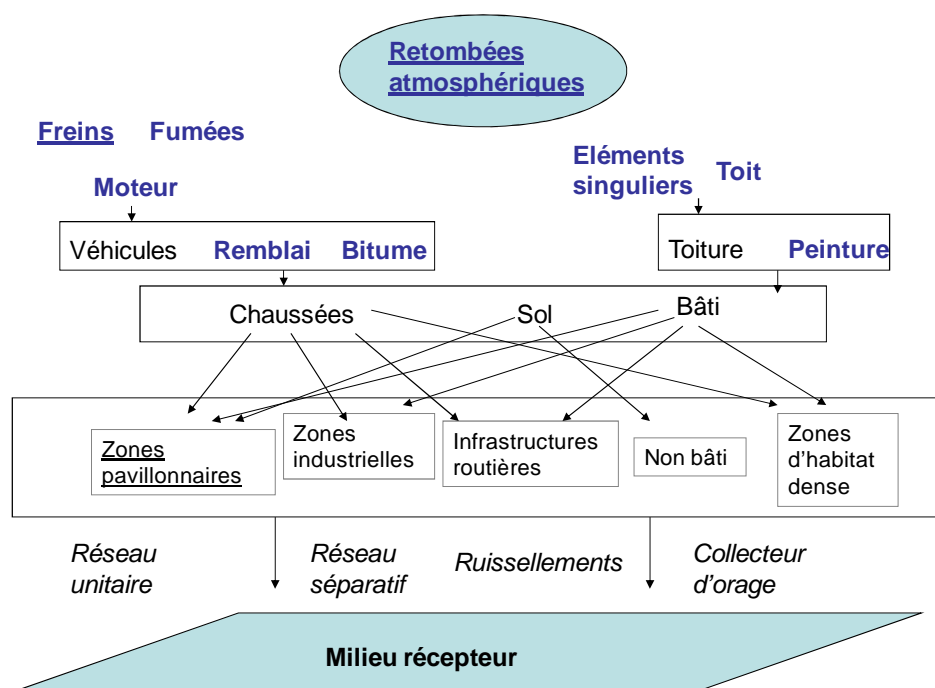 Retombées
atmosphériques
Freins Fumées
Eléments
singuliers Toit
Moteur
Véhicules Remblai Bitume
Toiture Peinture
Chaussées Sol Bâti
Zones
pavillonnaires
Zones
industrielles
Infrastructures
routières
Non bâti
Zones
d'habitat
dense
Réseau
unitaire
Réseau
séparatif
Ruissellements
Collecteur
d'orage
Milieu récepteur